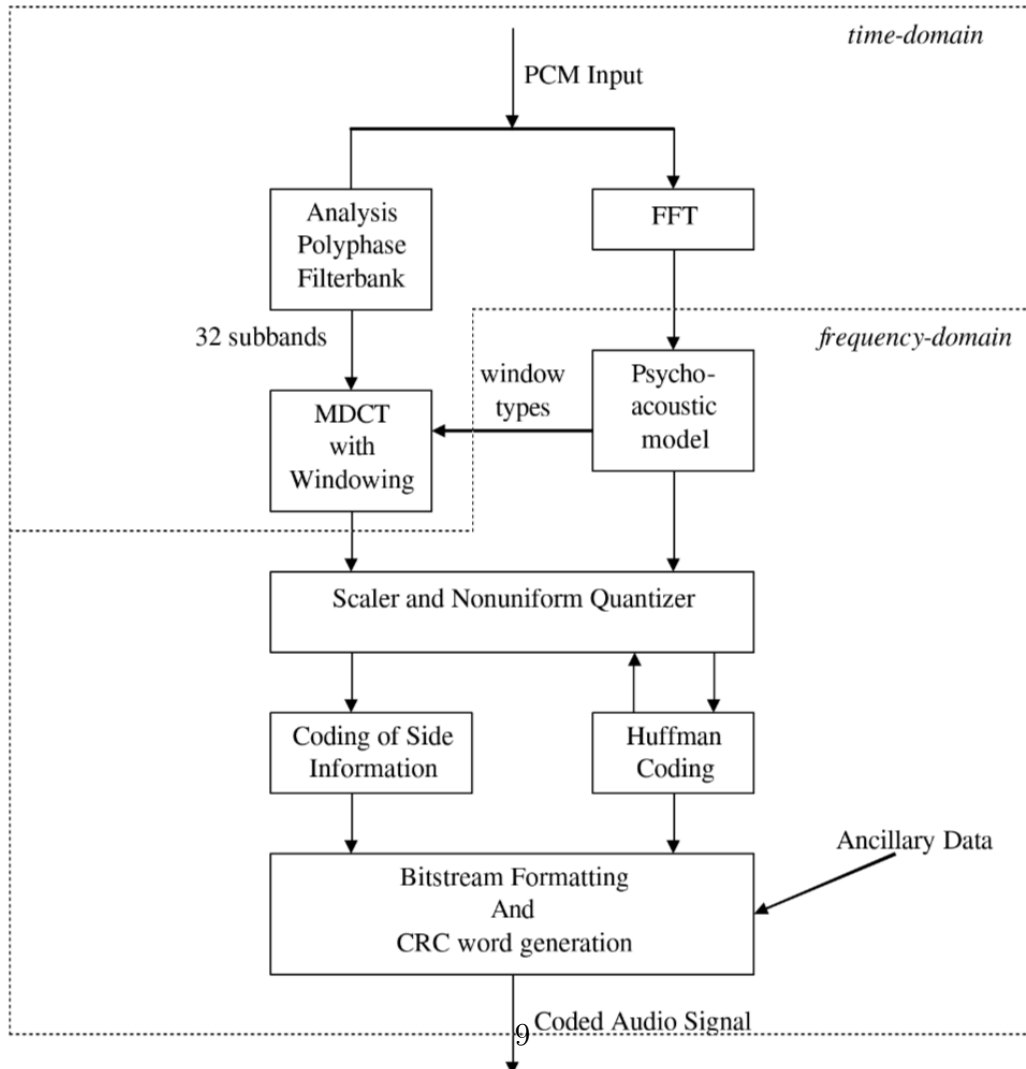 time-domain
PCM Input
Analysis
Polyphase
Filterbank
FFT
32 subbands
frequency-domain
window
types
Psycho-
acoustic
model
MDCT
with
Windowing
Scaler and Nonuniform Quantizer
Coding of Side
Information
Huffman
Coding
Ancillary Data
Bitstream Formatting
And
CRC word generation
Coded Audio Signal
9